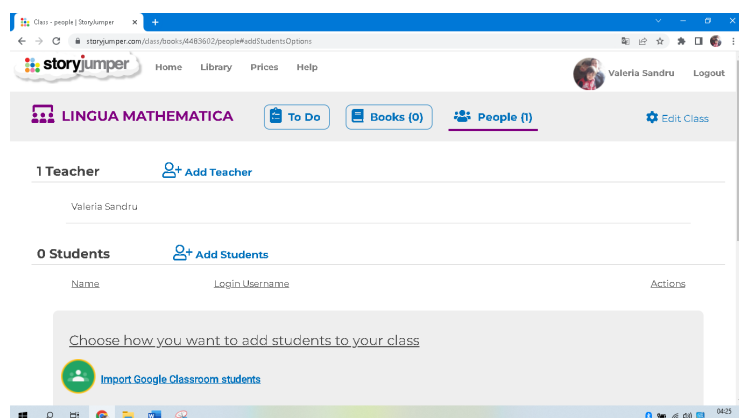 Class - people | StoryJumper
storyjumper.com/class/books/4483602/people#addStudentsOptions
storyjumper Home Library Prices Help Valeria Sandru Logout
LINGUA MATHEMATICA To Do Books (0) People (1) Edit Class
1 Teacher Add Teacher
Valeria Sandru
0 Students Add Students
Name Login Username Actions
Choose how you want to add students to your class
Import Google Classroom students
04:25